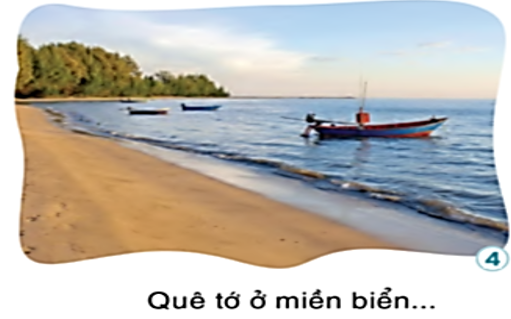 4
Quê tớ ở miền biển...